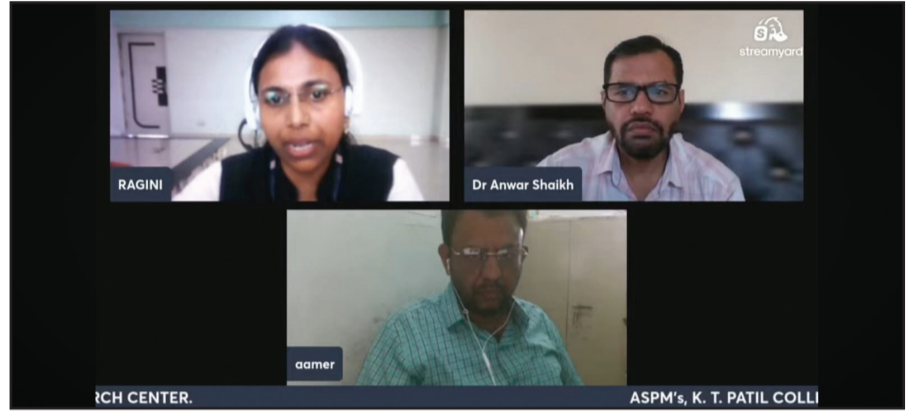 streamyard
RAGINI
Dr Anwar Shaikh
aamer
RCH CENTER. ASPM's, K. T. PATIL COLL